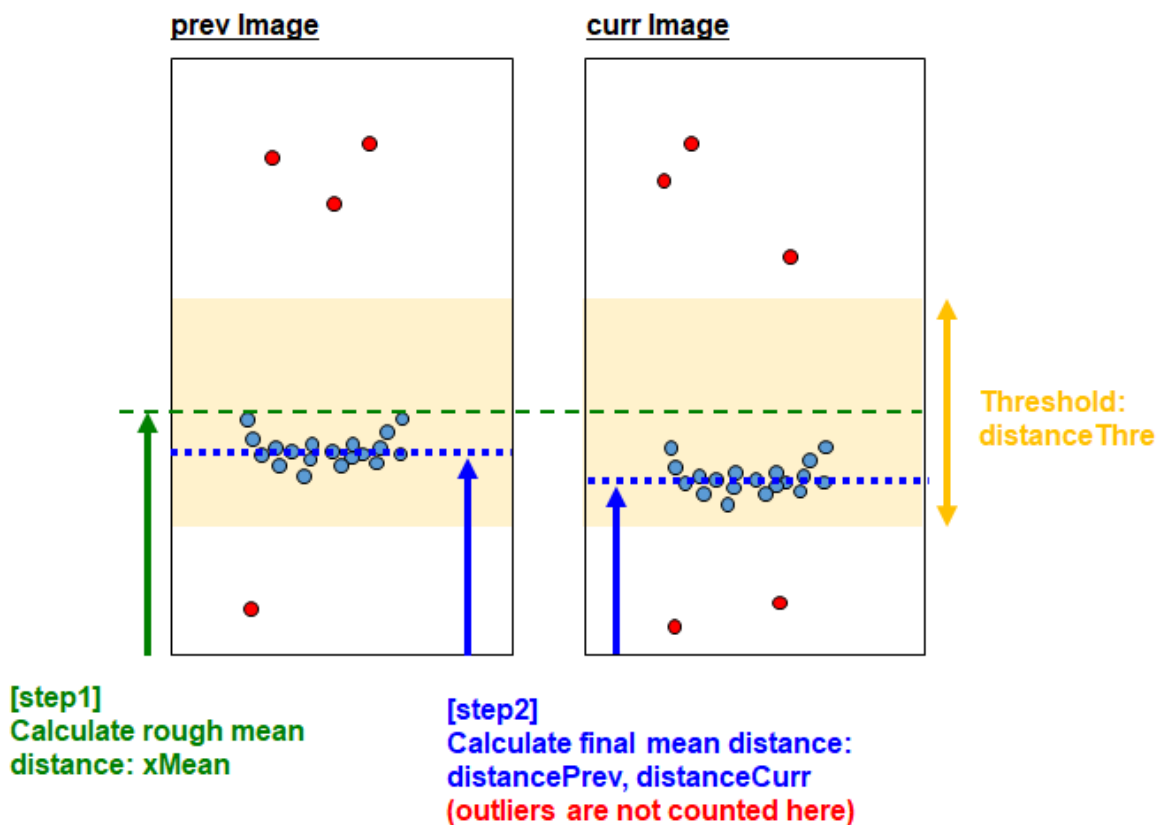 prev Image
curr Image
Threshold:
distanceThre
[step1]
Calculate rough mean
distance: xMean
[step2]
Calculate final mean distance:
distancePrev, distanceCurr
(outliers are not counted here)